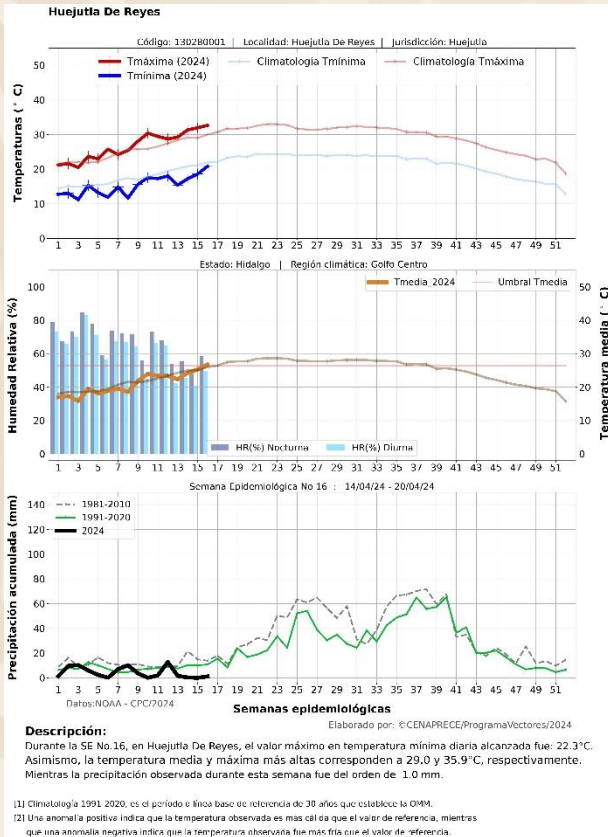 Huejutla De Reyes
Código: 130280001 | Localidad: Huejutla De Reyes | Jurisdicción: Huejutla
Temperaturas (° C)
50
40
30
20
10
0
Tmáxima (2024)
Tmínima (2024)
Climatología Tmínima
Climatología Tmáxima
1 3 5 7 9 11 13 15 17 19 21 23 25 27 29 31 33 35 37 39 41 43 45 47 49 51
Estado: Hidalgo | Región climática: Golfo Centro
Humedad Relativa (%)
100
80
60
40
20
0
Tmedia_2024
Umbral Tmedia
HR(%) Nocturna
HR(%) Diurna
50
40
30
20
10
0
Temperatura media (° C)
1 3 5 7 9 11 13 15 17 19 21 23 25 27 29 31 33 35 37 39 41 43 45 47 49 51
Semana Epidemiológica No 16 : 14/04/24 - 20/04/24
Precipitación acumulada (mm)
140
120
100
80
60
40
20
0
1981-2010
1991-2020
2024
1 3 5 7 9 11 13 15 17 19 21 23 25 27 29 31 33 35 37 39 41 43 45 47 49 51
Datos:NOAA - CPC/2024
Semanas epidemiológicas
Elaborado por: ©CENAPRECE/ProgramaVectores/2024
Descripción:
Durante la SE No.16, en Huejutla De Reyes, el valor máximo en temperatura mínima diaria alcanzada fue: 22.3°C.
Asimismo, la temperatura media y máxima más altas corresponden a 29.0 y 35.9°C, respectivamente.
Mientras la precipitación observada durante esta semana fue del orden de 1.0 mm.
[1] Climatología 1991-2020, es el período o línea base de referencia de 30 años que establece la OMM.
[2] Una anomalía positiva indica que la temperatura observada es mas cálida que el valor de referencia, mientras
que una anomalía negativa indica que la temperatura observada fue más fría que el valor de referencia.